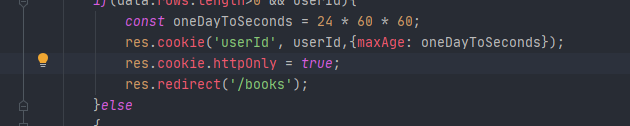 if(data.rows.length>0 && userId){
const oneDayToSeconds = 24 * 60 * 60;
res.cookie('userId', userId,{maxAge: oneDayToSeconds});
res.cookie.httpOnly = true;
res.redirect('/books');
}else
{